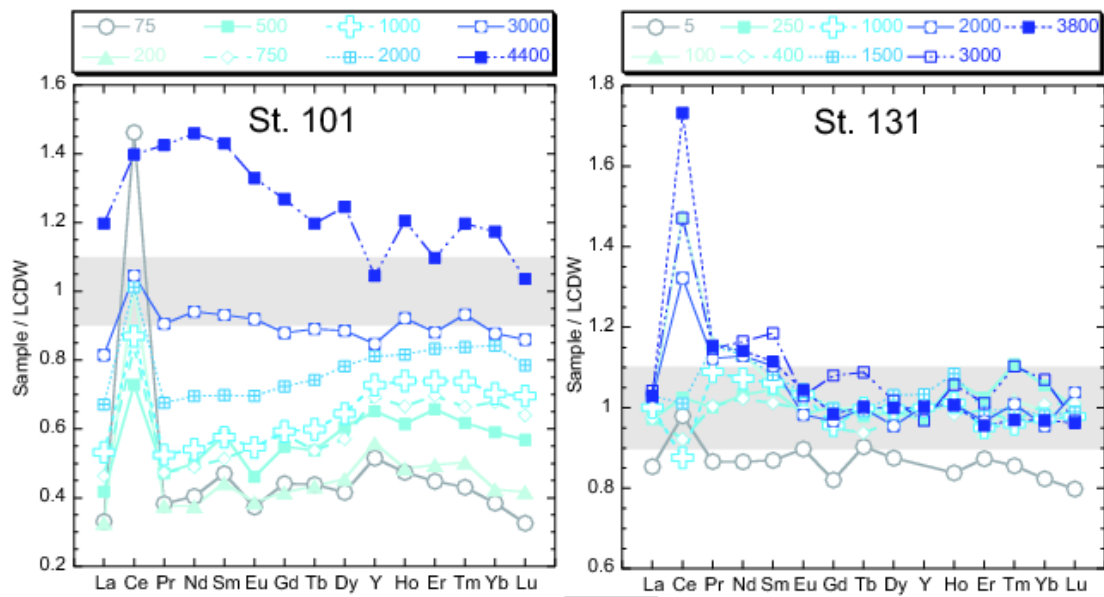 75 500 1000 3000
200 750 2000 4400
5 250 1000 2000 3800
100 400 1500 3000
St. 101
St. 131
Sample / LCDW
1.6
1.4
1.2
1
0.8
0.6
0.4
0.2
La Ce Pr Nd Sm Eu Gd Tb Dy Y Ho Er Tm Yb Lu
Sample / LCDW
1.8
1.6
1.4
1.2
1
0.8
0.6
La Ce Pr Nd Sm Eu Gd Tb Dy Y Ho Er Tm Yb Lu